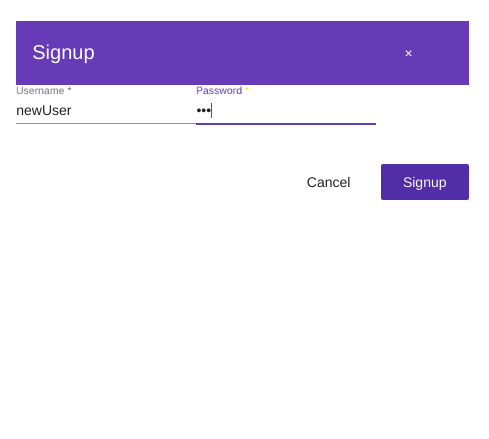 Signup ×
Username * Password *
newUser •••
Cancel Signup